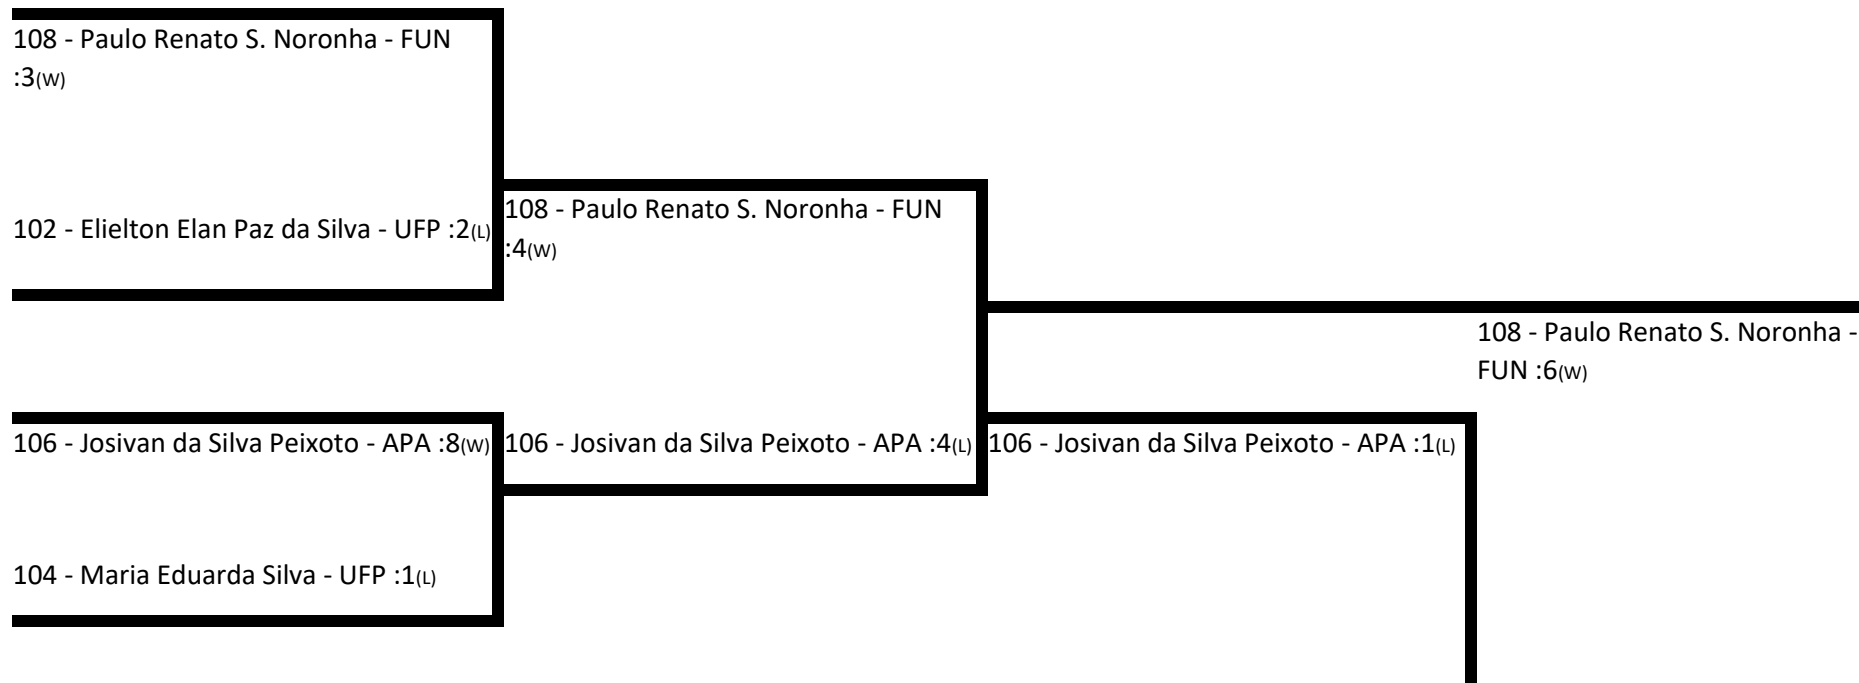 108 - Paulo Renato S. Noronha - FUN
:3(W)
102 - Elielton Elan Paz da Silva - UFP :2(L)
106 - Josivan da Silva Peixoto - APA :8(W)
104 - Maria Eduarda Silva - UFP :1(L)
108 - Paulo Renato S. Noronha - FUN
:4(W)
106 - Josivan da Silva Peixoto - APA :4(L)
106 - Josivan da Silva Peixoto - APA :1(L)
108 - Paulo Renato S. Noronha -
FUN :6(W)